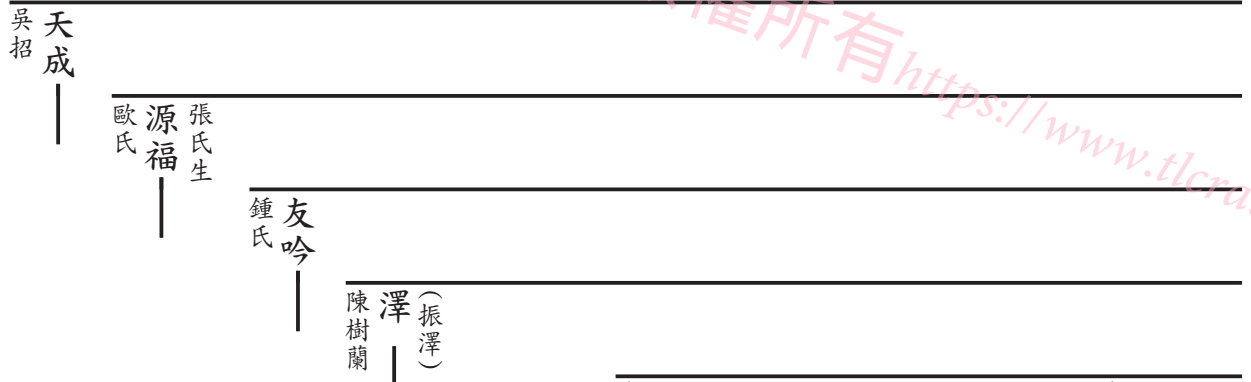 天成
吳招
張氏生
源福
歐氏
友吟
鍾氏
(振澤)
澤
陳樹蘭
權所有https://www.tlcra